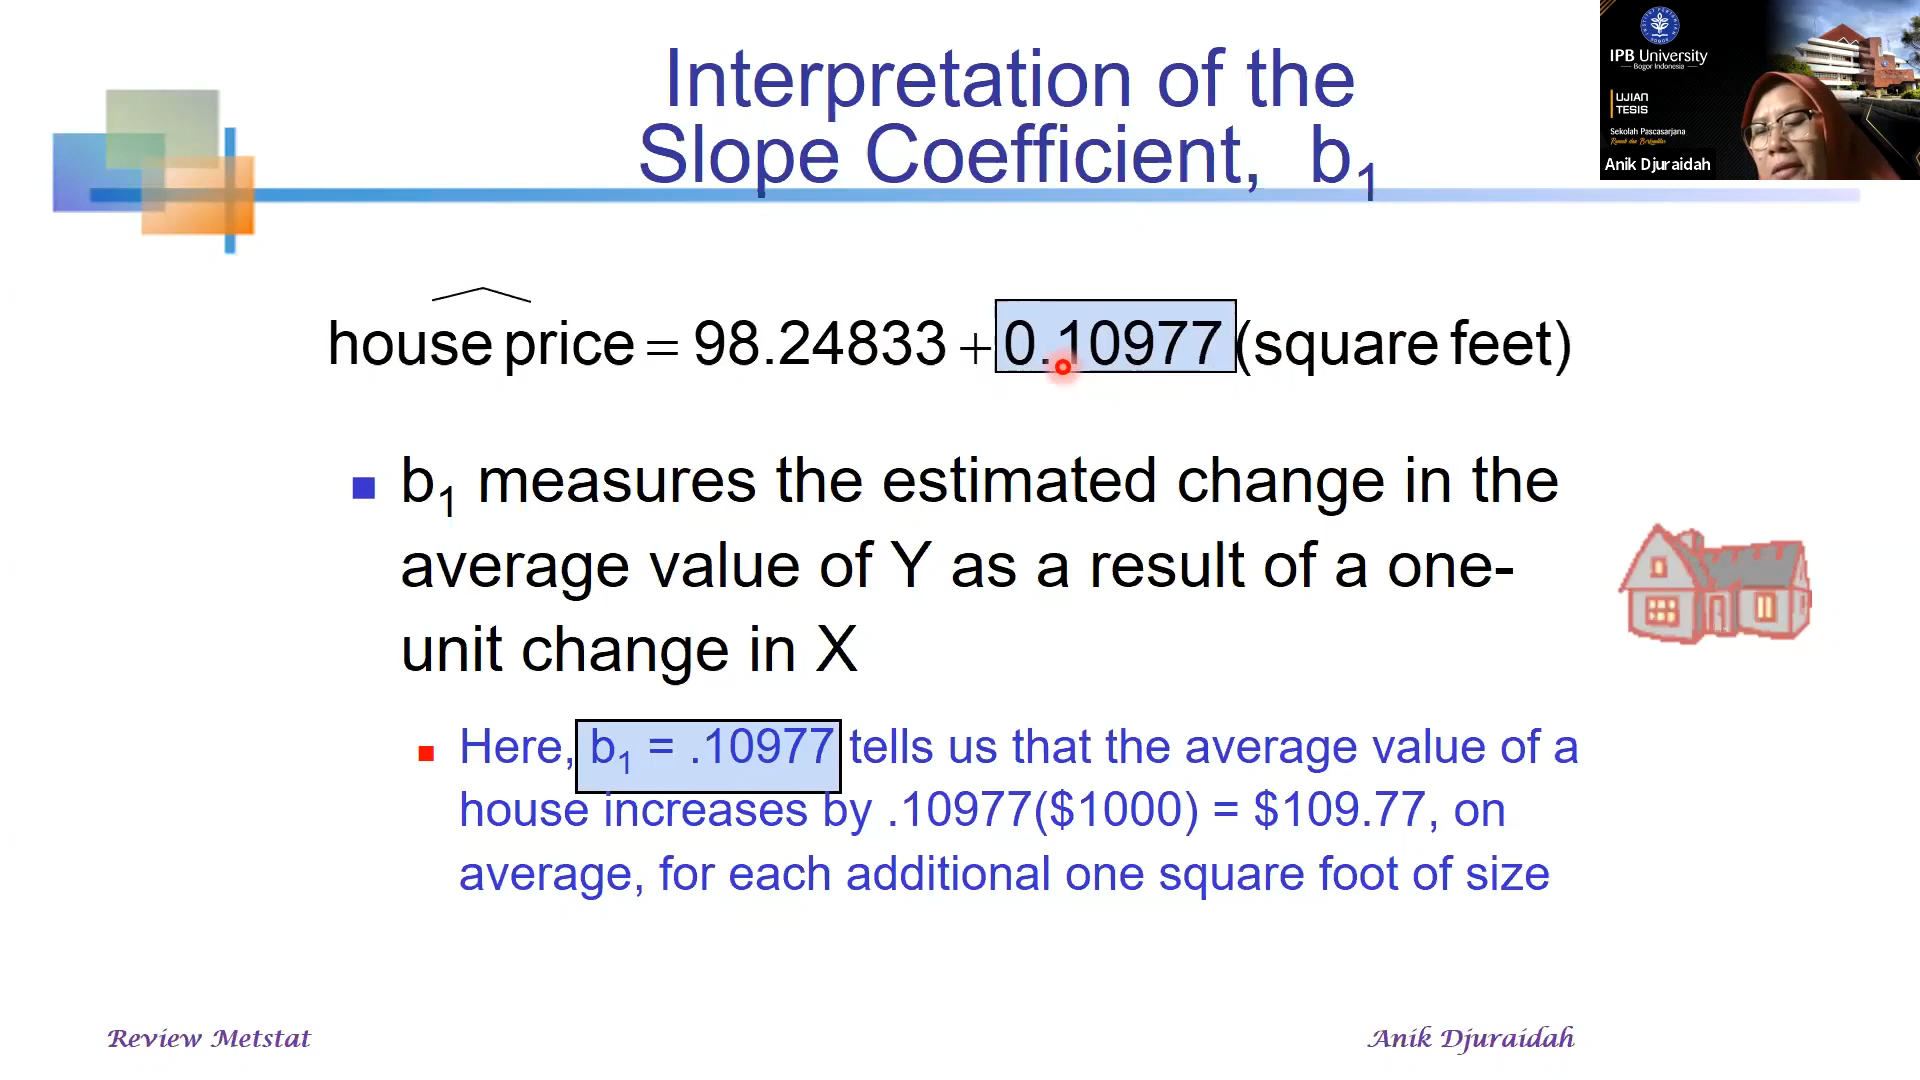 Interpretation of the
Slope Coefficient, b₁
IPB University
Bogor Indonesia
UJIAN
TESIS
Sekolah Pascasarjana
Anik Djuraidah
house price = 98.24833 + 0.10977 (square feet)
b₁ measures the estimated change in the
average value of Y as a result of a one-
unit change in X
Here, b₁ = .10977 tells us that the average value of a
house increases by .10977($1000) = $109.77, on
average, for each additional one square foot of size
Review Metstat
Anik Djuraidah